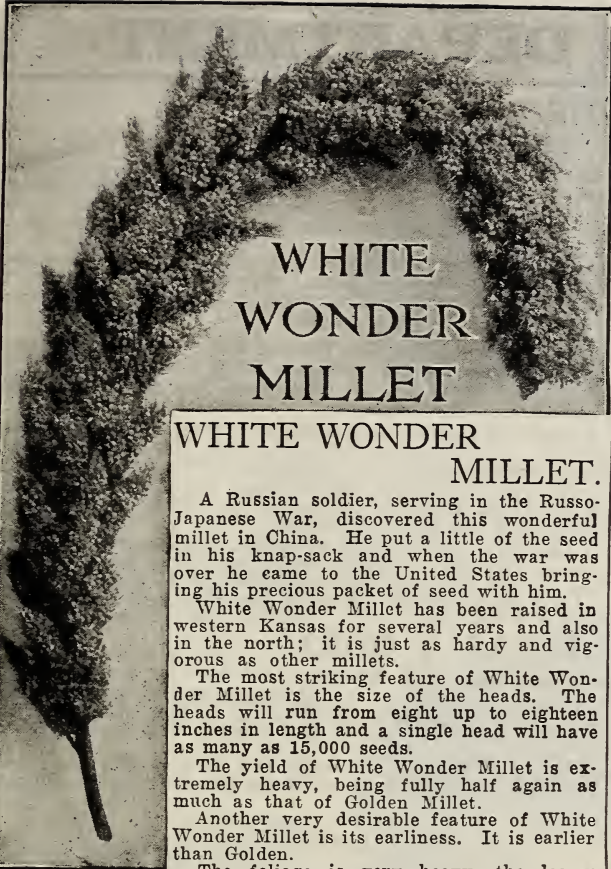 WHITE
WONDER
MILLET
WHITE WONDER
MILLET.
A Russian soldier, serving in the Russo-
Japanese War, discovered this wonderful
millet in China. He put a little of the seed
in his knap-sack and when the war was
over he came to the United States bring-
ing his precious packet of seed with him.
White Wonder Millet has been raised in
western Kansas for several years and also
in the north; it is just as hardy and vig-
orous as other millets.
The most striking feature of White Won-
der Millet is the size of the heads. The
heads will run from eight up to eighteen
inches in length and a single head will have
as many as 15,000 seeds.
The yield of White Wonder Millet is ex-
tremely heavy, being fully half again as
much as that of Golden Millet.
Another very desirable feature of White
Wonder Millet is its earliness. It is earlier
than Golden.